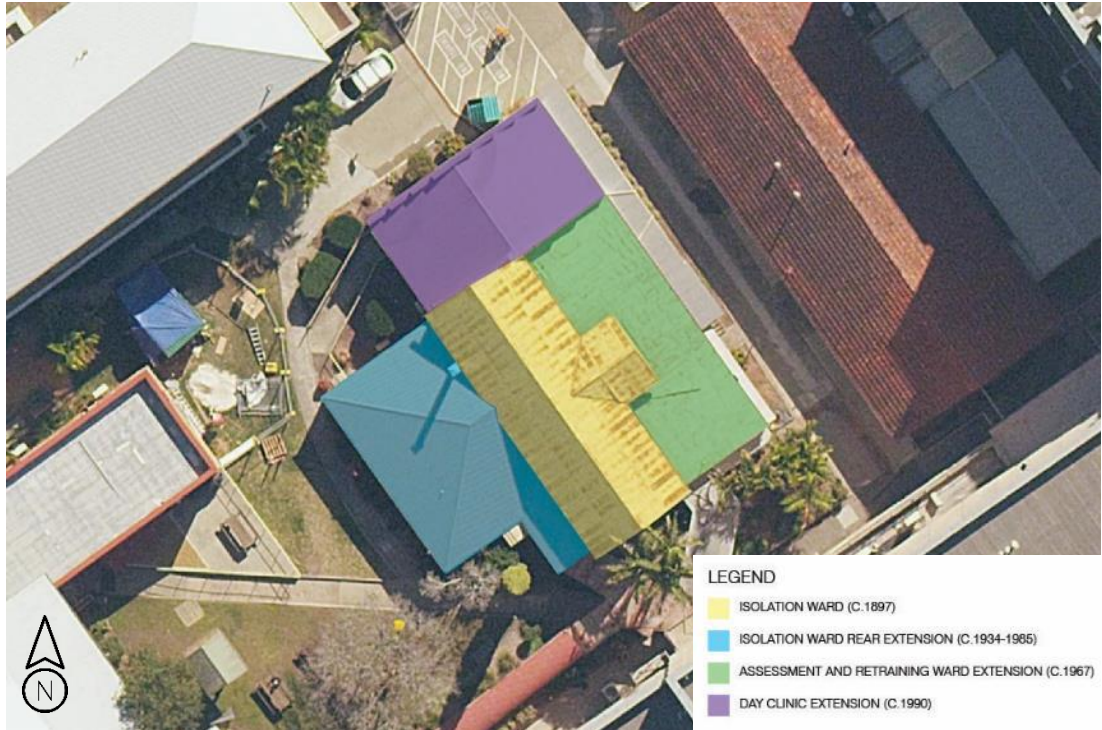 LEGEND
ISOLATION WARD (C.1897)
ISOLATION WARD REAR EXTENSION (C.1934-1985)
ASSESSMENT AND RETRAINING WARD EXTENSION (C.1967)
DAY CLINIC EXTENSION (C.1990)
N